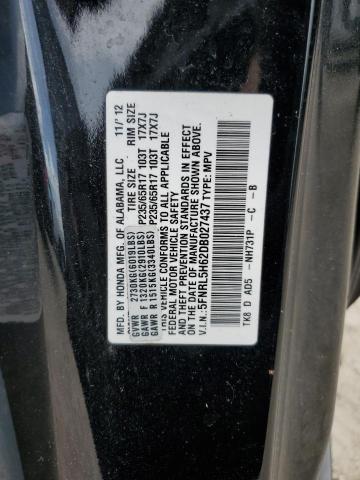 MFD. BY HONDA MFG. OF ALABAMA, LLC 11/'12
TIRE SIZE RIM SIZE
GVWR 2730KG(6019LBS)
GAWR F 1320KG(2910LBS) P235/65R17 103T 17X7J
GAWR R 1515KG(3340LBS) P235/65R17 103T 17X7J
THIS VEHICLE CONFORMS TO ALL APPLICABLE
FEDERAL MOTOR VEHICLE SAFETY
AND THEFT PREVENTION STANDARDS IN EFFECT
ON THE DATE OF MANUFACTURE SHOWN ABOVE.
V.I.N.: 5FNRL5H62DB027437 TYPE: MPV
TK8 D AD5 -NH731P -C -B